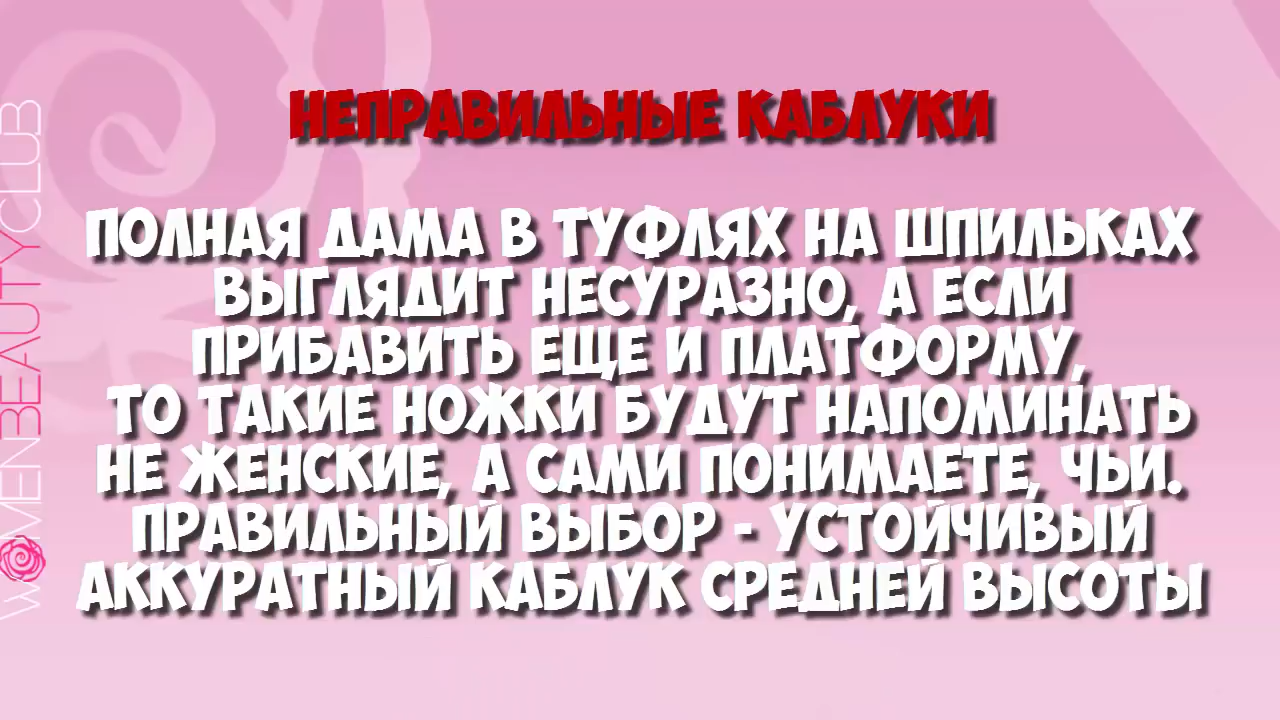 НЕПРАВИЛЬНЫЕ КАБЛУКИ
ПОЛНАЯ ДАМА В ТУФЛЯХ НА ШПИЛЬКАХ
ВЫГЛЯДИТ НЕСУРАЗНО, А ЕСЛИ
ПРИБАВИТЬ ЕЩЕ И ПЛАТФОРМУ,
ТО ТАКИЕ НОЖКИ БУДУТ НАПОМИНАТЬ
НЕ ЖЕНСКИЕ, А САМИ ПОНИМАЕТЕ, ЧЬИ.
ПРАВИЛЬНЫЙ ВЫБОР - УСТОЙЧИВЫЙ
АККУРАТНЫЙ КАБЛУК СРЕДНЕЙ ВЫСОТЫ
WOMENBEAUTYCLUB